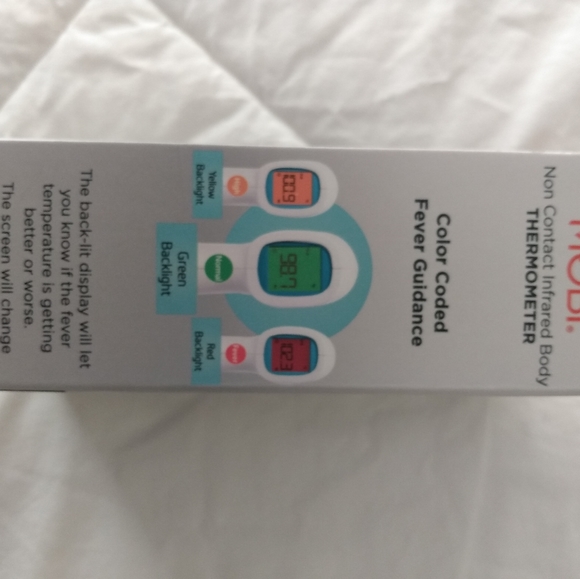 MOBI.
Non Contact Infrared Body
THERMOMETER
Color Coded
Fever Guidance
100.9
98.7
102.3
Yellow
Backlight
Green
Backlight
Red
Backlight
The back-lit display will let
you know if the fever
temperature is getting
better or worse.
The screen will change